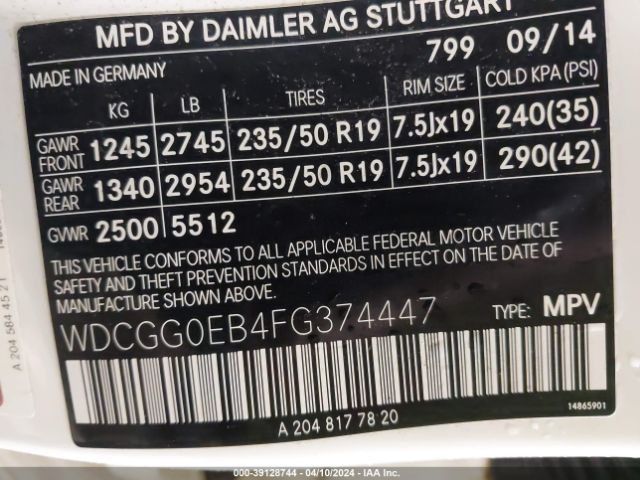 MFD BY DAIMLER AG STUTTGART
799 09/14
MADE IN GERMANY
KG LB TIRES RIM SIZE COLD KPA (PSI)
GAWR FRONT 1245 2745 235/50 R19 7.5Jx19 240(35)
GAWR REAR 1340 2954 235/50 R19 7.5Jx19 290(42)
GVWR 2500 5512
THIS VEHICLE CONFORMS TO ALL APPLICABLE FEDERAL MOTOR VEHICLE
SAFETY AND THEFT PREVENTION STANDARDS IN EFFECT ON THE DATE OF
MANUFACTURE SHOWN ABOVE.
WDCGG0EB4FG374447 TYPE: MPV
14865901
A 204 817 78 20
A 204 584 45 21
000-39128744 - 04/10/2024 - IAA Inc.